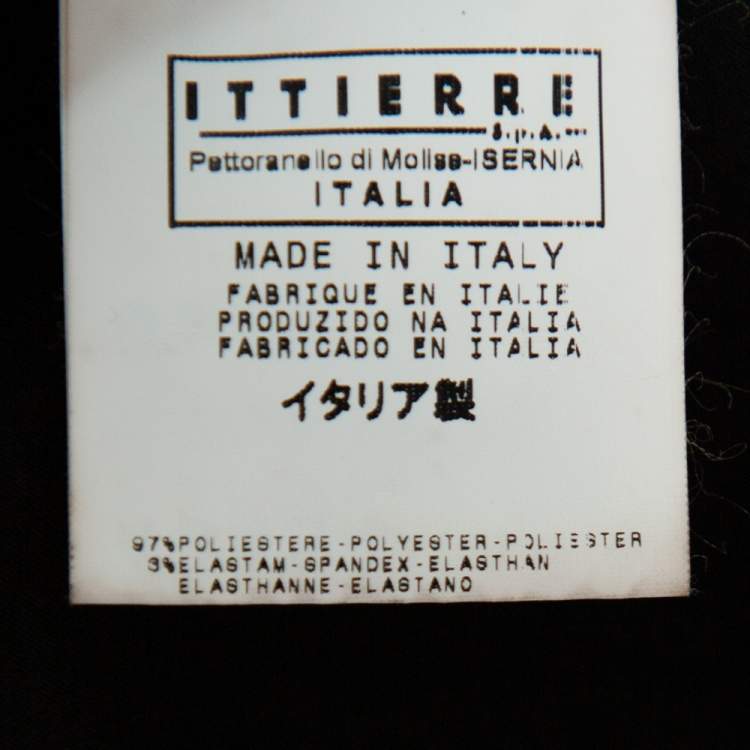 ITTIERRE
S.p.A.
Pettoranello di Molise-ISERNIA
ITALIA
MADE IN ITALY
FABRIQUE EN ITALIE
PRODUZIDO NA ITALIA
FABRICADO EN ITALIA
イタリア製
97%POLIESTERE-POLYESTER-POLIESTER
3%ELASTAM-SPANDEX-ELASTHAN
ELASTHANNE-ELASTANO